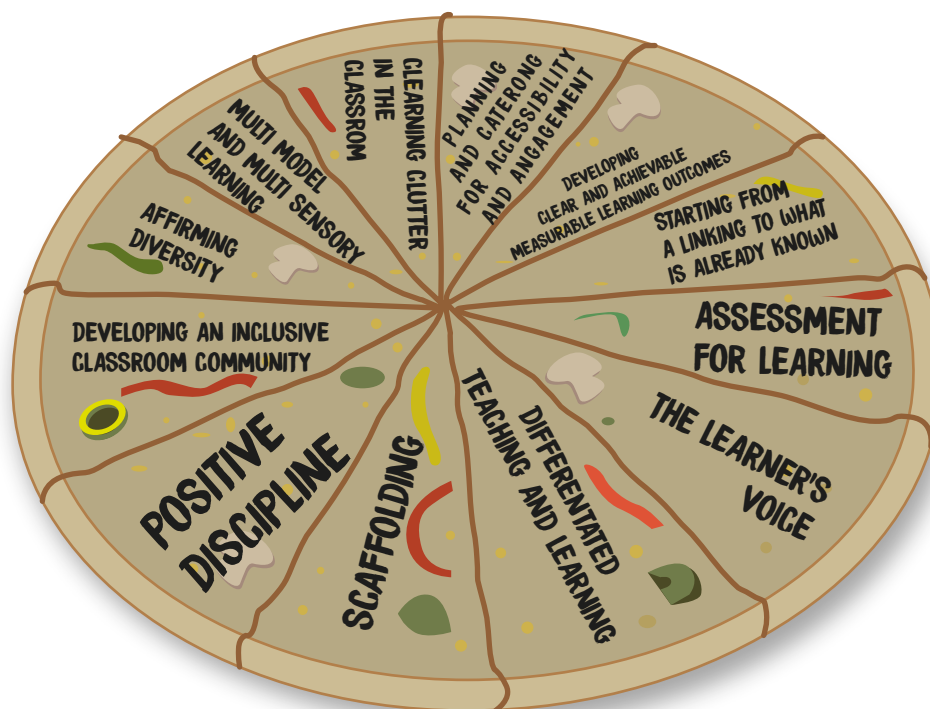 CLEARNING CLUTTER
IN THE
CLASSROM
PLANNING
AND CATERONG
FOR ACCESSIBILITY
AND ANGAGEMENT
DEVELOPING
CLEAR AND ACHIEVABLE
MEASURABLE LEARNING OUTCOMES
STARTING FROM
A LINKING TO WHAT
IS ALREADY KNOWN
ASSESSMENT
FOR LEARNING
THE LEARNER'S
VOICE
DIFFERENTATED
TEACHING AND LEARNING
SCAFFOLDING
POSITIVE
DISCIPLINE
DEVELOPING AN INCLUSIVE
CLASSROOM COMMUNITY
AFFIRMING
DIVERSITY
MULTI MODEL
AND MULTI SENSORY
LEARNING